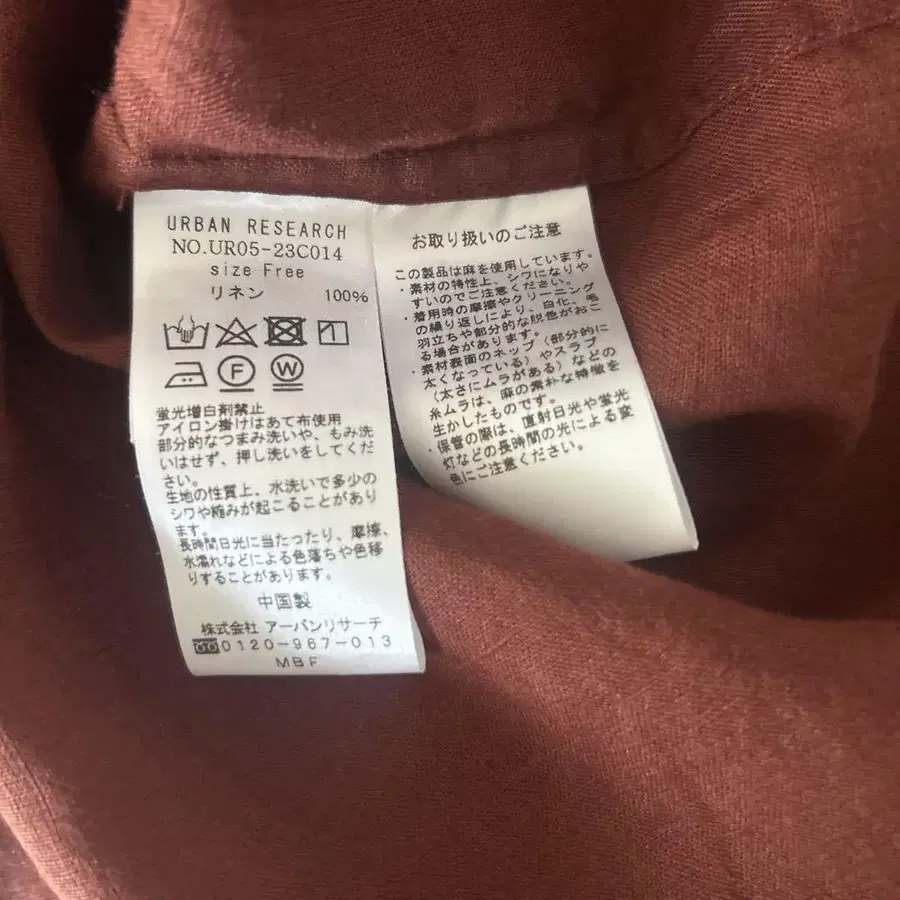 URBAN RESEARCH
NO.UR05-23C014
size Free
リネン 100%
F W
蛍光増白剤禁止
アイロン掛けはあて布使用
部分的なつまみ洗いや、もみ洗
いはせず、押し洗いをしてくだ
さい。
生地の性質上、水洗いで多少の
シワや縮みが起こることがあり
ます。
長時間日光に当たったり、摩擦、
水濡れなどによる色落ちや色移
りすることがあります。
中国製
株式会社 アーバンリサーチ
0120-967-013
MBF
お取り扱いのご注意
この製品は麻を使用しています。
・素材の特性上、シワになりや
すいのでご注意ください。
・着用時の摩擦やクリーニング
の繰り返しにより、白化、毛
羽立ちや部分的な脱色がおこ
る場合があります。
・素材表面のネップ(部分的に
太くなっている)やスラブ
(太さにムラがある)などの
糸ムラは、麻の素朴な特徴を
生かしたものです。
・保管の際は、直射日光や蛍光
灯などの長時間の光による変
色にご注意ください。